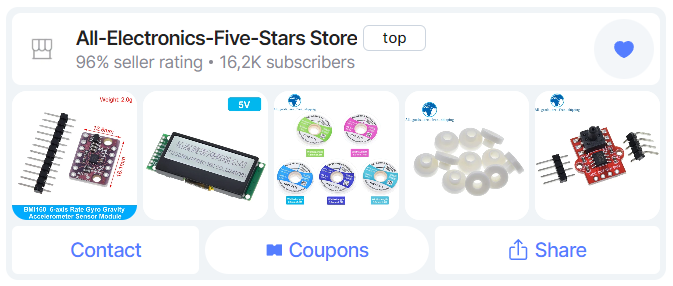 All-Electronics-Five-Stars Store top
96% seller rating • 16,2K subscribers
Weight: 2.0g
BMI160 6-axis Rate Gyro Gravity
Accelerometer Sensor Module
5V
Contact
Coupons
Share